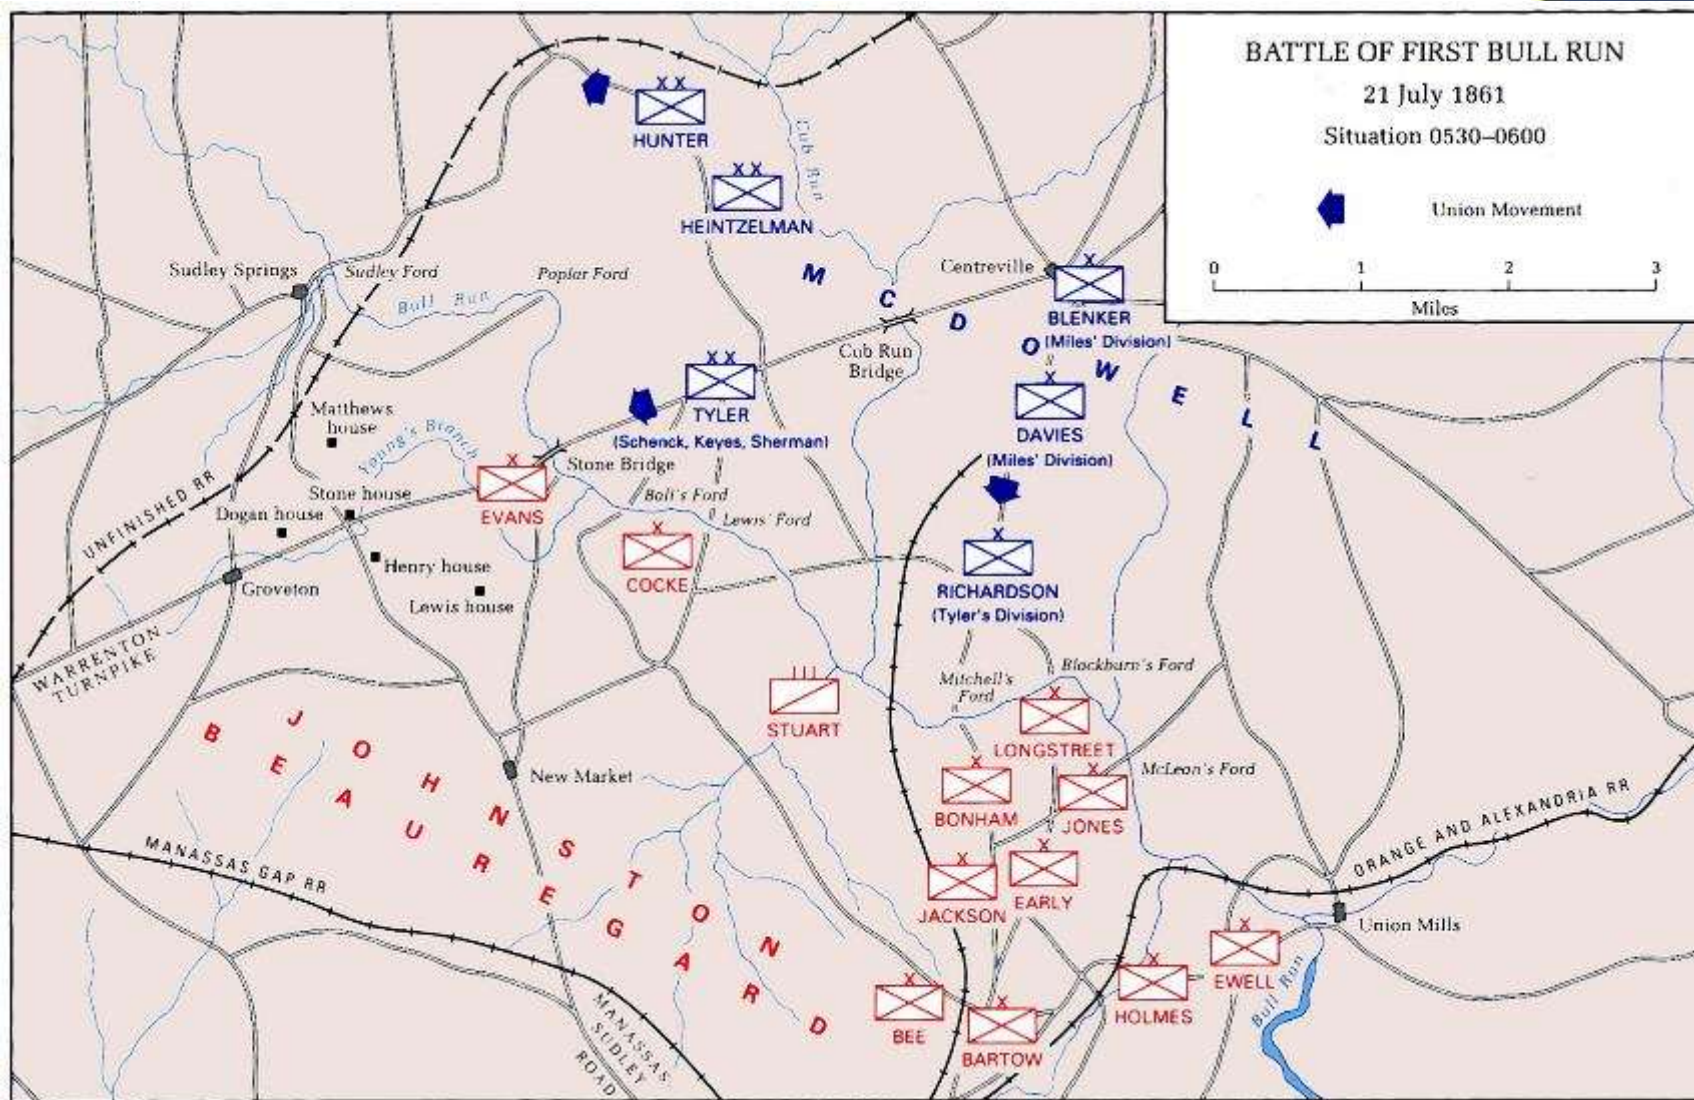 BATTLE OF FIRST BULL RUN
21 July 1861
Situation 0530–0600
Union Movement
0 1 2 3
Miles
X X
HUNTER
X X
HEINTZELMAN
Cub Run
Sudley Springs
Sudley Ford
Poplar Ford
Bull Run
Centreville
X
BLENKER
(Miles' Division)
MCDOWELL
Cub Run
Bridge
X X
TYLER
(Schenck, Keyes, Sherman)
X
DAVIES
(Miles' Division)
Matthews
house
Young's Branch
Stone Bridge
X
EVANS
Stone house
Dogan house
Ball's Ford
Lewis' Ford
UNFINISHED RR
Henry house
Lewis house
Groveton
X
COCKE
X
RICHARDSON
(Tyler's Division)
WARRENTON
TURNPIKE
Mitchell's
Ford
Blackburn's Ford
III
STUART
X
LONGSTREET
McLean's Ford
New Market
X
BONHAM
X
JONES
JOHNSTON
BEAUREGARD
MANASSAS GAP RR
ORANGE AND ALEXANDRIA RR
X
JACKSON
X
EARLY
Union Mills
X
EWELL
X
HOLMES
Bull Run
X
BEE
X
BARTOW
MANASSAS
SUDLEY
ROAD